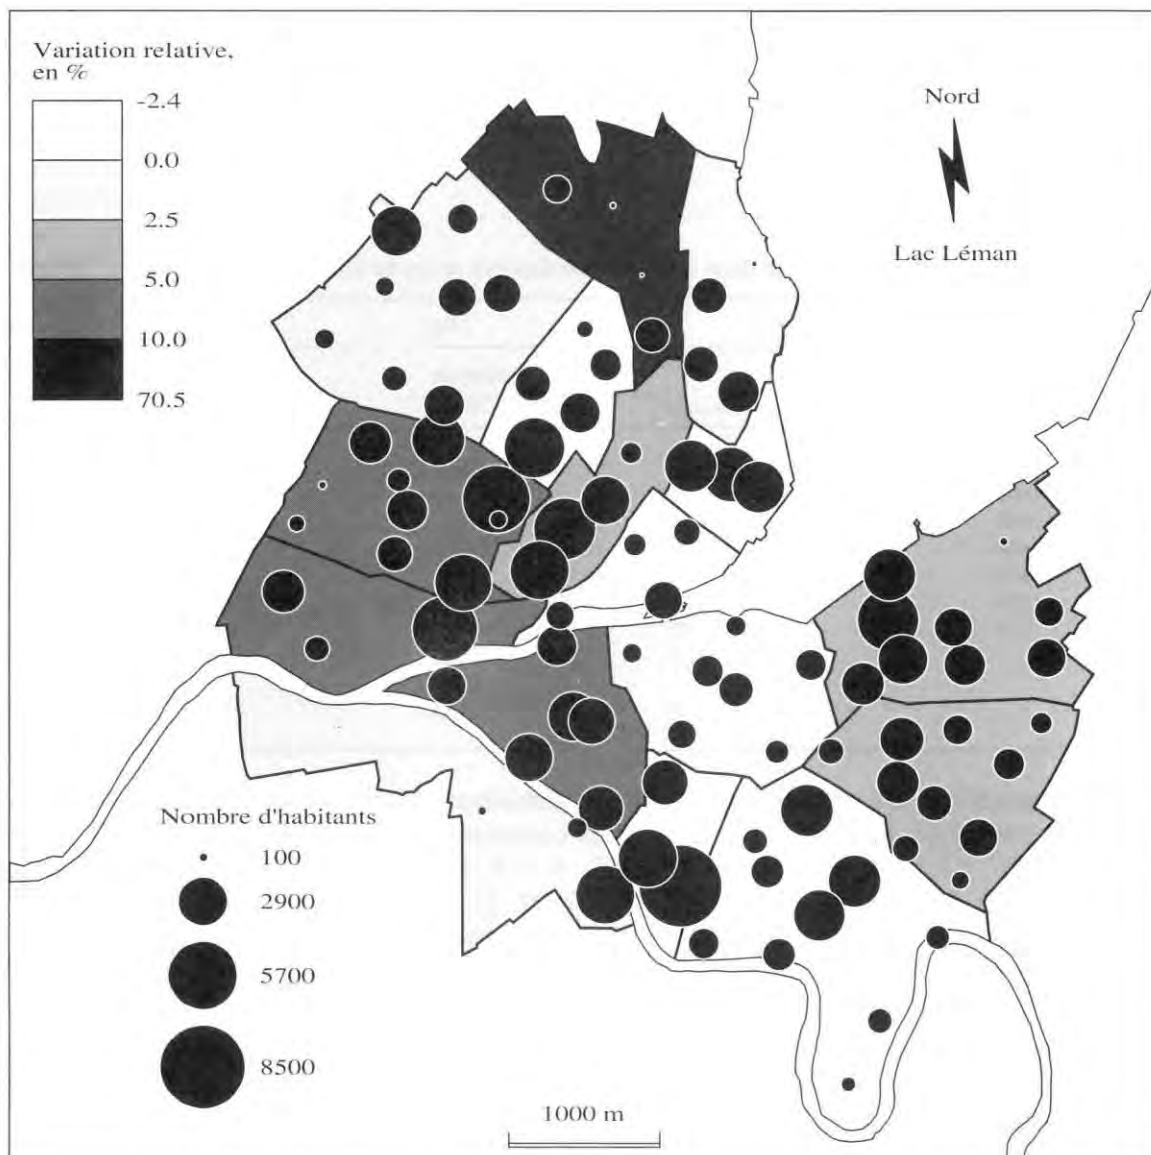 Variation relative,
en %
-2.4
0.0
2.5
5.0
10.0
70.5
Nord
Lac Léman
Nombre d'habitants
100
2900
5700
8500
1000 m